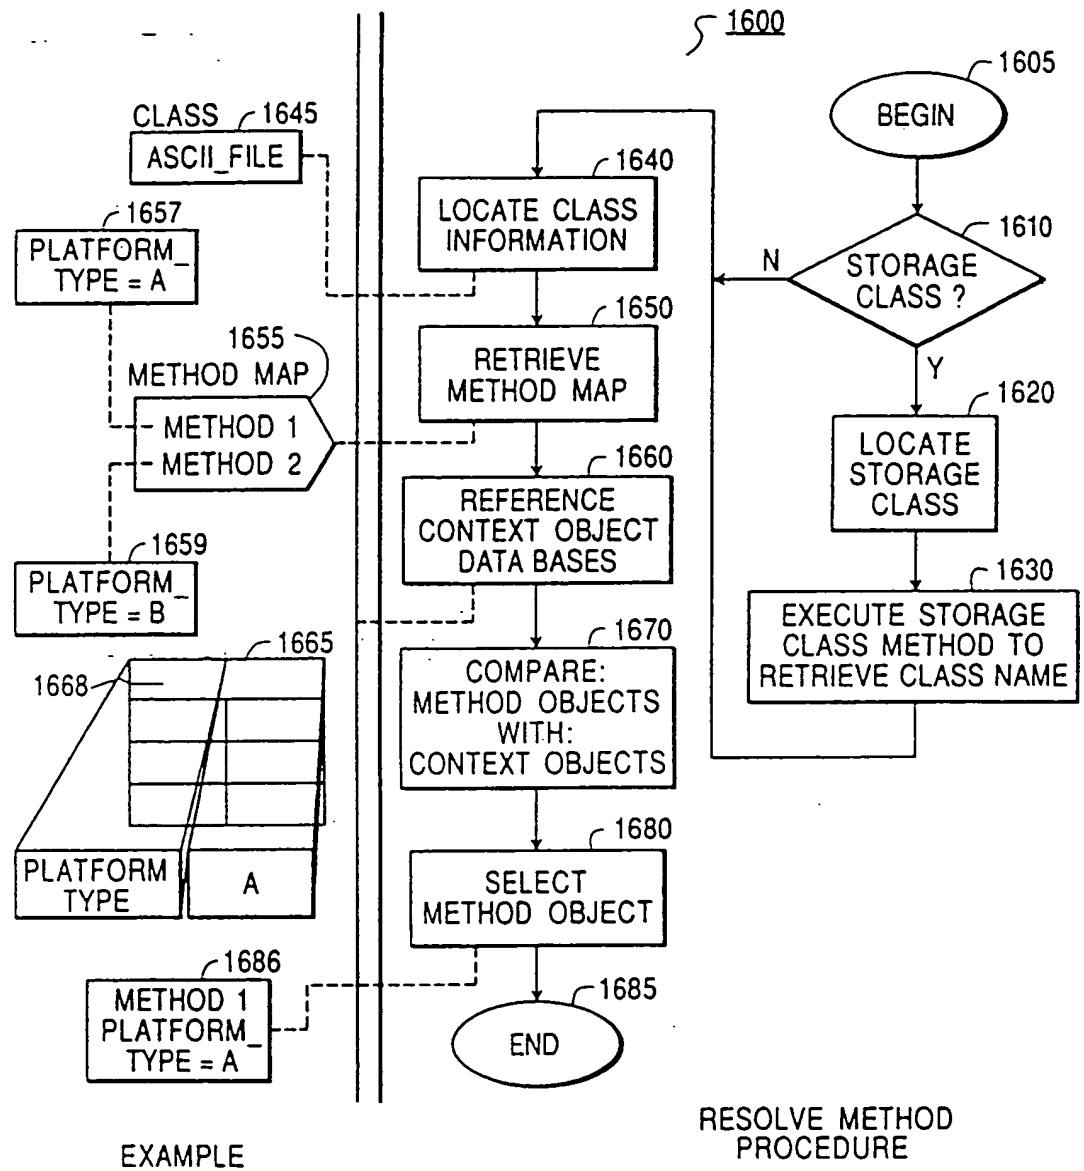 1600
1605
BEGIN
1610
STORAGE
CLASS ?
N
Y
1620
LOCATE
STORAGE
CLASS
1630
EXECUTE STORAGE
CLASS METHOD TO
RETRIEVE CLASS NAME
1640
LOCATE CLASS
INFORMATION
1650
RETRIEVE
METHOD MAP
1660
REFERENCE
CONTEXT OBJECT
DATA BASES
1670
COMPARE:
METHOD OBJECTS
WITH:
CONTEXT OBJECTS
1680
SELECT
METHOD OBJECT
1685
END
RESOLVE METHOD
PROCEDURE
CLASS
1645
ASCII_FILE
1657
PLATFORM_
TYPE = A
1655
METHOD MAP
METHOD 1
METHOD 2
1659
PLATFORM_
TYPE = B
1665
1668
PLATFORM
TYPE
A
1686
METHOD 1
PLATFORM_
TYPE = A
EXAMPLE